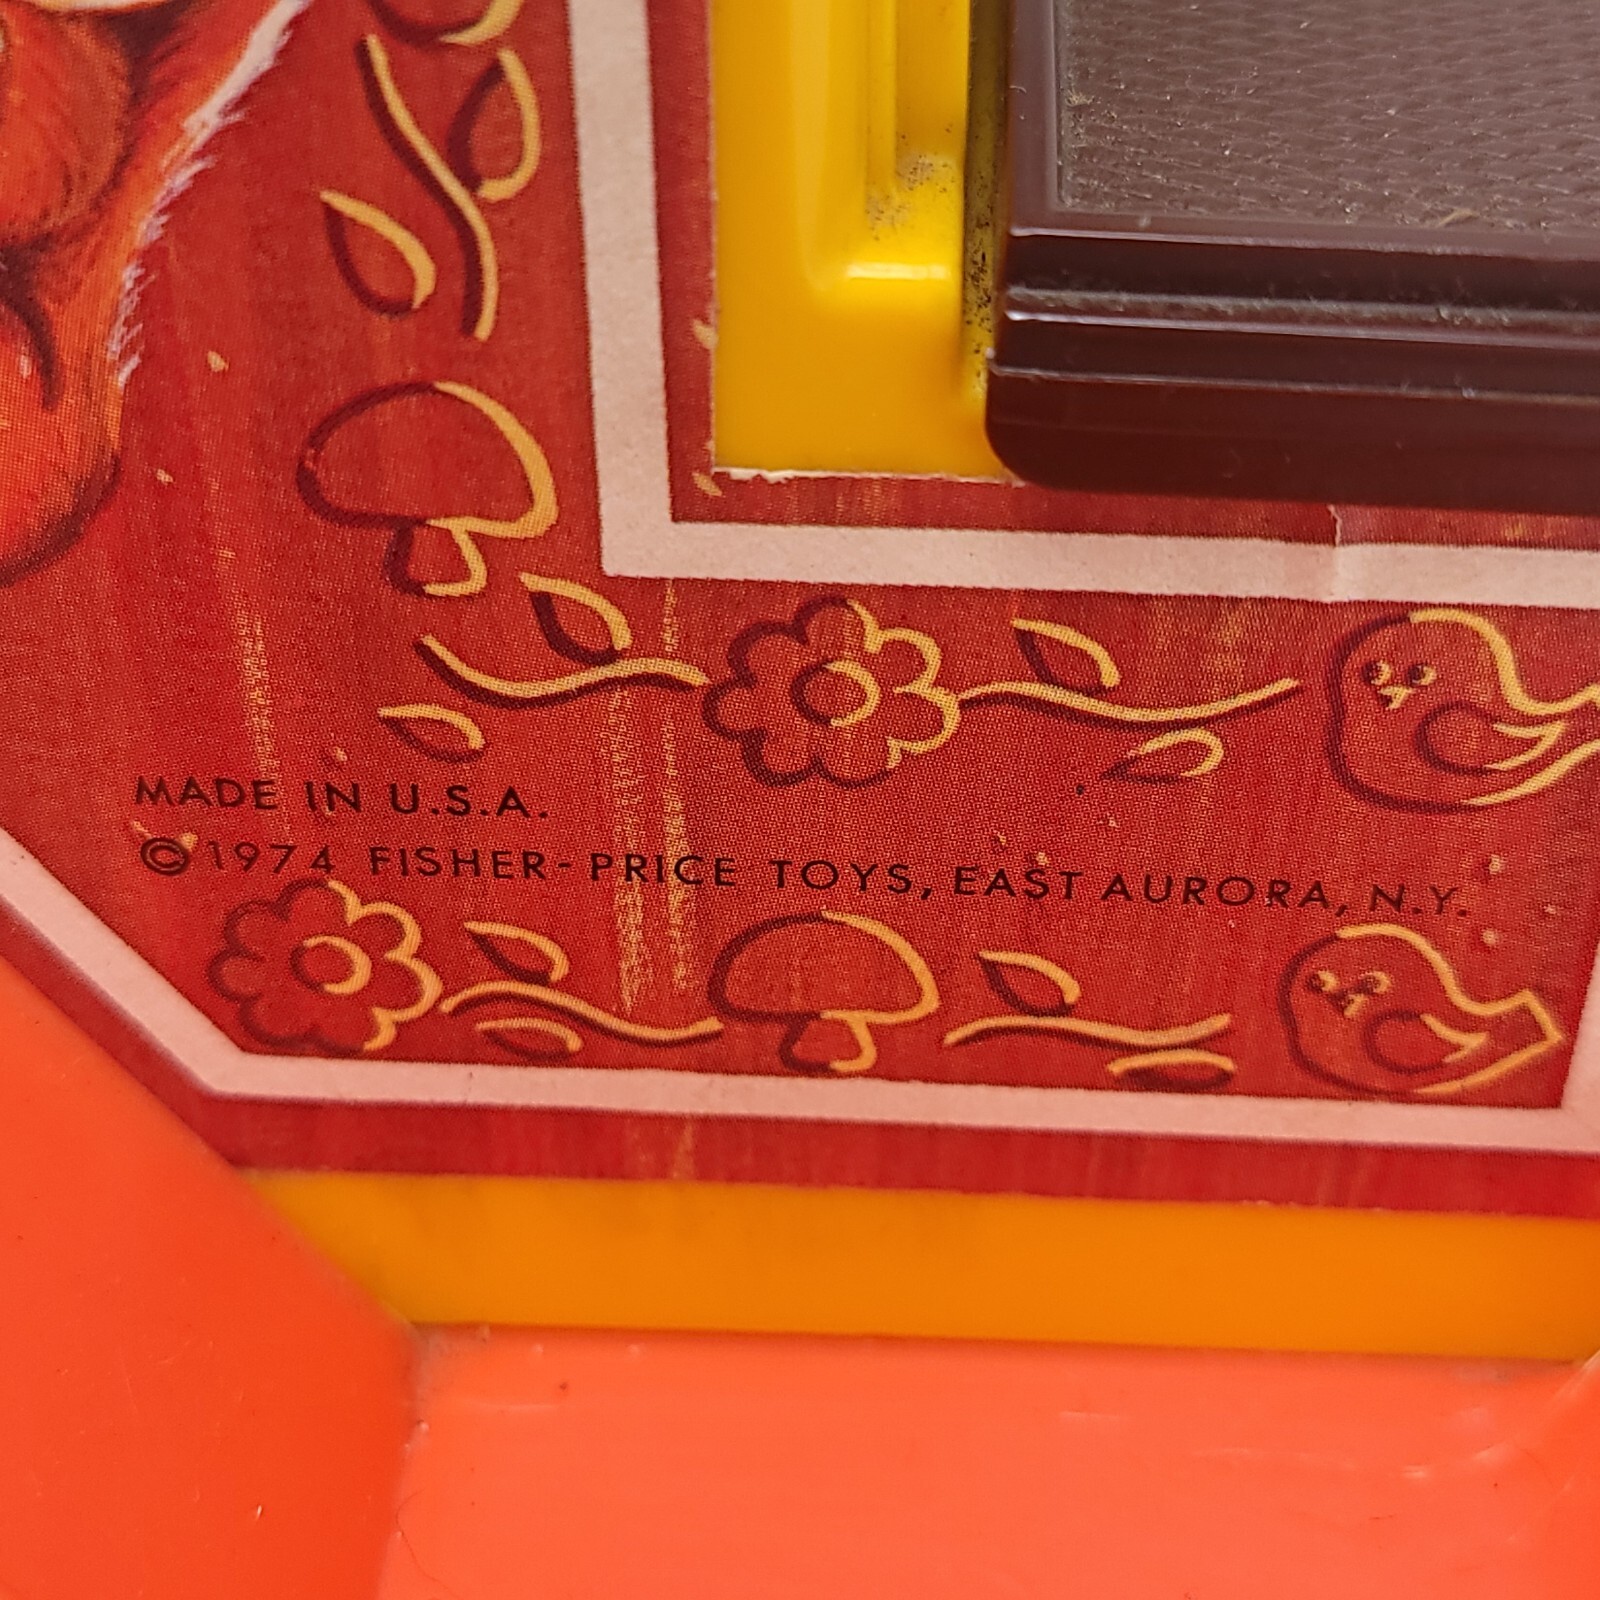 MADE IN U.S.A.
©1974 FISHER-PRICE TOYS, EAST AURORA, N.Y.